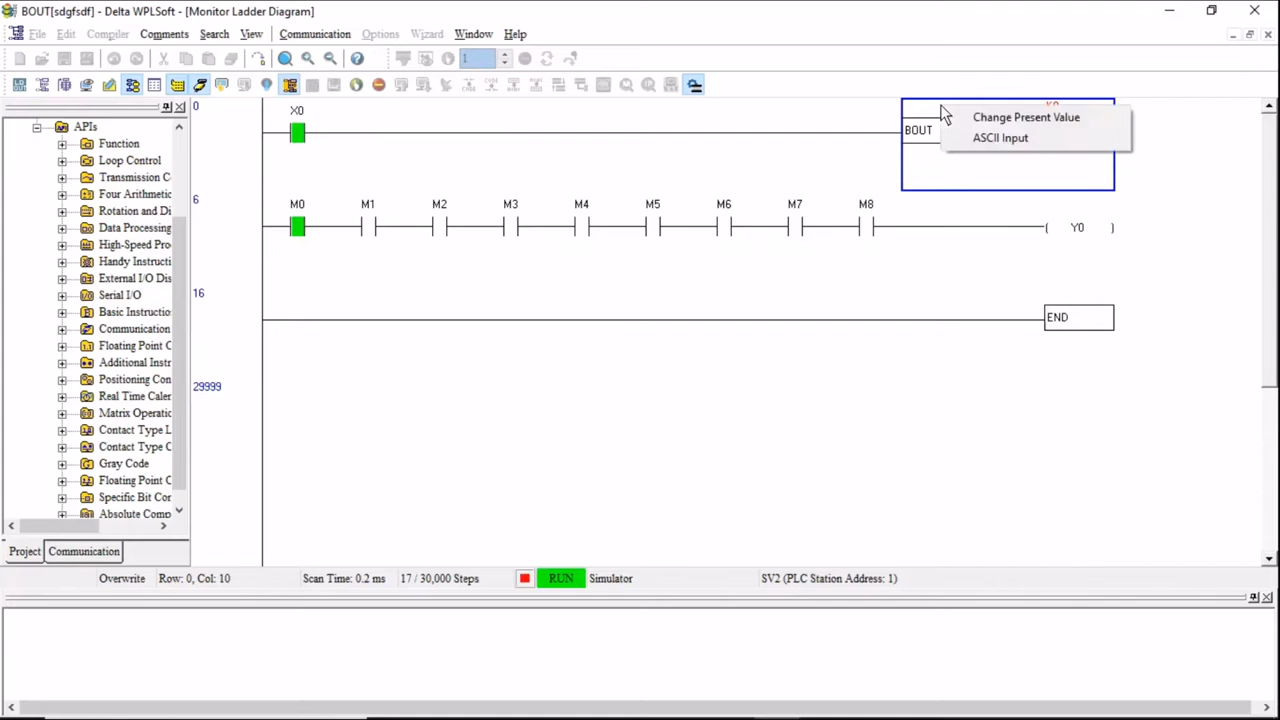 BOUT[sdgfsdf] - Delta WPLSoft - [Monitor Ladder Diagram]
File Edit Compiler Comments Search View Communication Options Wizard Window Help
1
APIs
Function
Loop Control
Transmission C
Four Arithmetic
Rotation and Di
Data Processing
High-Speed Pro
Handy Instructi
External I/O Dis
Serial I/O
Basic Instructio
Communication
Floating Point C
Additional Instr
Positioning Con
Real Time Caler
Matrix Operatic
Contact Type L
Contact Type C
Gray Code
Floating Point C
Specific Bit Cor
Absolute Comp
Project Communication
0
X0
BOUT
Change Present Value
ASCII Input
6
M0 M1 M2 M3 M4 M5 M6 M7 M8
Y0
16
END
29999
Overwrite Row: 0, Col: 10 Scan Time: 0.2 ms 17 / 30,000 Steps RUN Simulator SV2 (PLC Station Address: 1)